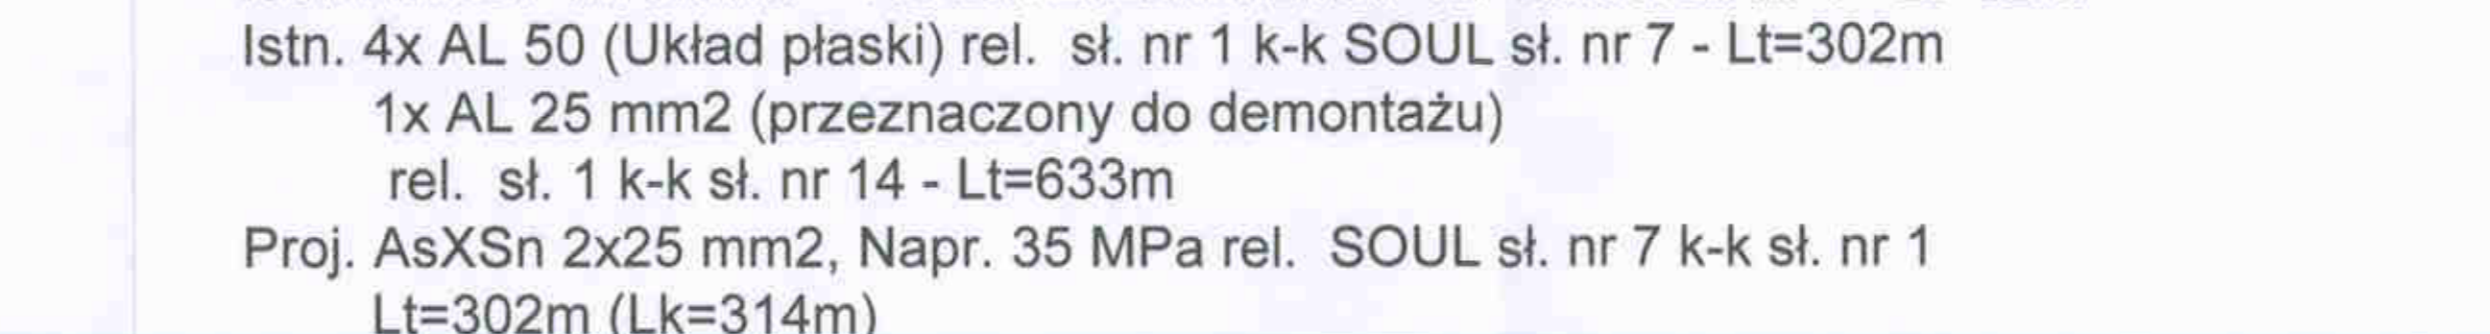 Istn. 4x AL 50 (Układ płaski) rel. sł. nr 1 k-k SOUL sł. nr 7 - Lt=302m
1x AL 25 mm2 (przeznaczony do demontażu)
rel. sł. 1 k-k sł. nr 14 - Lt=633m
Proj. AsXSn 2x25 mm2, Napr. 35 MPa rel. SOUL sł. nr 7 k-k sł. nr 1
Lt=302m (Lk=314m)